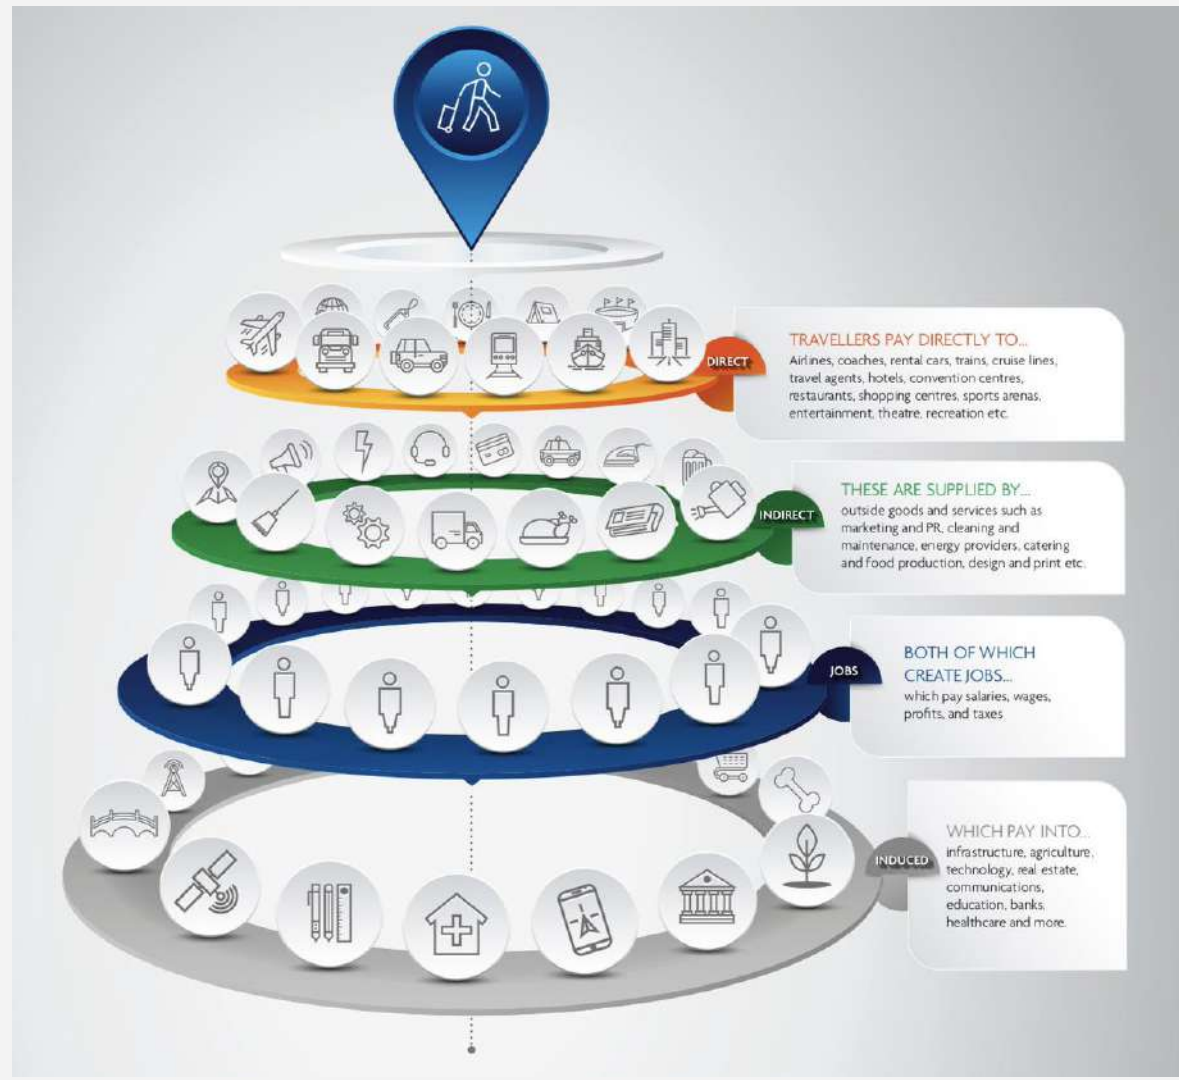 DIRECT
TRAVELLERS PAY DIRECTLY TO...
Airlines, coaches, rental cars, trains, cruise lines,
travel agents, hotels, convention centres,
restaurants, shopping centres, sports arenas,
entertainment, theatre, recreation etc.
INDIRECT
THESE ARE SUPPLIED BY...
outside goods and services such as
marketing and PR, cleaning and
maintenance, energy providers, catering
and food production, design and print etc.
JOBS
BOTH OF WHICH
CREATE JOBS...
which pay salaries, wages,
profits, and taxes
INDUCED
WHICH PAY INTO...
infrastructure, agriculture,
technology, real estate,
communications,
education, banks,
healthcare and more.